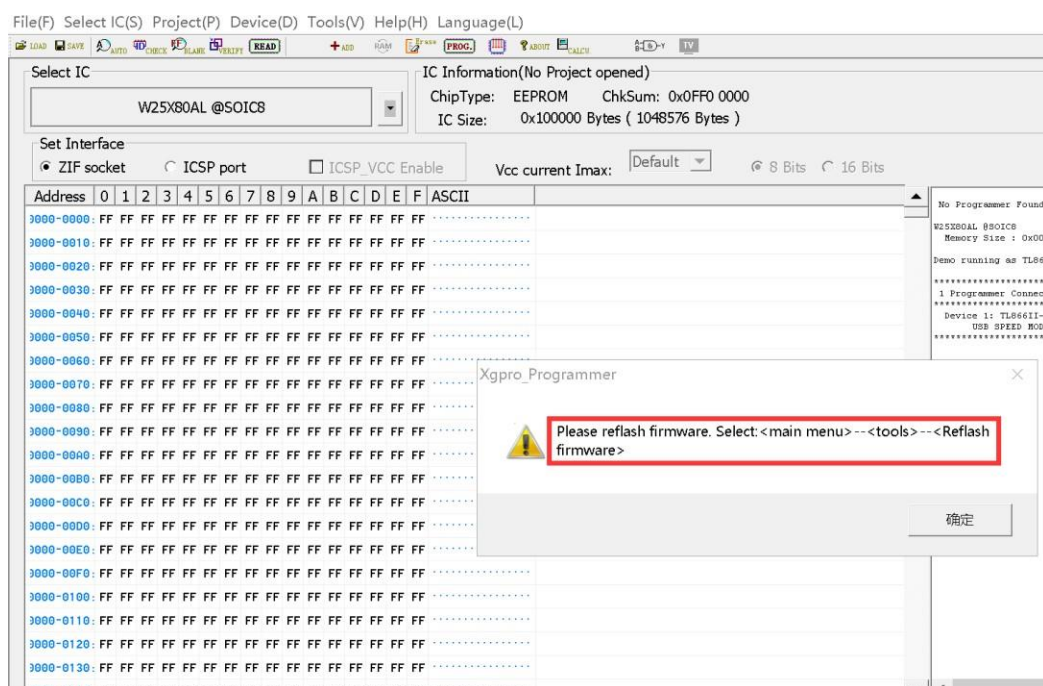 File(F) Select IC(S) Project(P) Device(D) Tools(V) Help(H) Language(L)
LOAD SAVE AUTO CHECK BLANK VERIFY READ ADD RAM Erase PROG. ABOUT CALCU TV
Select IC
W25X80AL @SOIC8
IC Information(No Project opened)
ChipType: EEPROM ChkSum: 0x0FF0 0000
IC Size: 0x100000 Bytes ( 1048576 Bytes )
Set Interface
ZIF socket ICSP port ICSP_VCC Enable Vcc current Imax: Default 8 Bits 16 Bits
Address 0 1 2 3 4 5 6 7 8 9 A B C D E F ASCII
0000-0000: FF FF FF FF FF FF FF FF FF FF FF FF FF FF FF FF ................
0000-0010: FF FF FF FF FF FF FF FF FF FF FF FF FF FF FF FF ................
0000-0020: FF FF FF FF FF FF FF FF FF FF FF FF FF FF FF FF ................
0000-0030: FF FF FF FF FF FF FF FF FF FF FF FF FF FF FF FF ................
0000-0040: FF FF FF FF FF FF FF FF FF FF FF FF FF FF FF FF ................
0000-0050: FF FF FF FF FF FF FF FF FF FF FF FF FF FF FF FF ................
0000-0060: FF FF FF FF FF FF FF FF FF FF FF FF FF FF FF FF ................
0000-0070: FF FF FF FF FF FF FF FF FF FF FF FF FF FF FF FF .......
0000-0080: FF FF FF FF FF FF FF FF FF FF FF FF FF FF FF FF .......
0000-0090: FF FF FF FF FF FF FF FF FF FF FF FF FF FF FF FF .......
0000-00A0: FF FF FF FF FF FF FF FF FF FF FF FF FF FF FF FF .......
0000-00B0: FF FF FF FF FF FF FF FF FF FF FF FF FF FF FF FF .......
0000-00C0: FF FF FF FF FF FF FF FF FF FF FF FF FF FF FF FF .......
0000-00D0: FF FF FF FF FF FF FF FF FF FF FF FF FF FF FF FF .......
0000-00E0: FF FF FF FF FF FF FF FF FF FF FF FF FF FF FF FF .......
0000-00F0: FF FF FF FF FF FF FF FF FF FF FF FF FF FF FF FF ................
0000-0100: FF FF FF FF FF FF FF FF FF FF FF FF FF FF FF FF ................
0000-0110: FF FF FF FF FF FF FF FF FF FF FF FF FF FF FF FF ................
0000-0120: FF FF FF FF FF FF FF FF FF FF FF FF FF FF FF FF ................
0000-0130: FF FF FF FF FF FF FF FF FF FF FF FF FF FF FF FF ................
No Programmer Found
W25X80AL @SOIC8
Memory Size : 0x00
Demo running as TL86
********************
1 Programmer Connec
********************
Device 1: TL866II-
USB SPEED MOD
********************
Xgpro_Programmer
Please reflash firmware. Select:<main menu>--<tools>--<Reflash
firmware>
确定